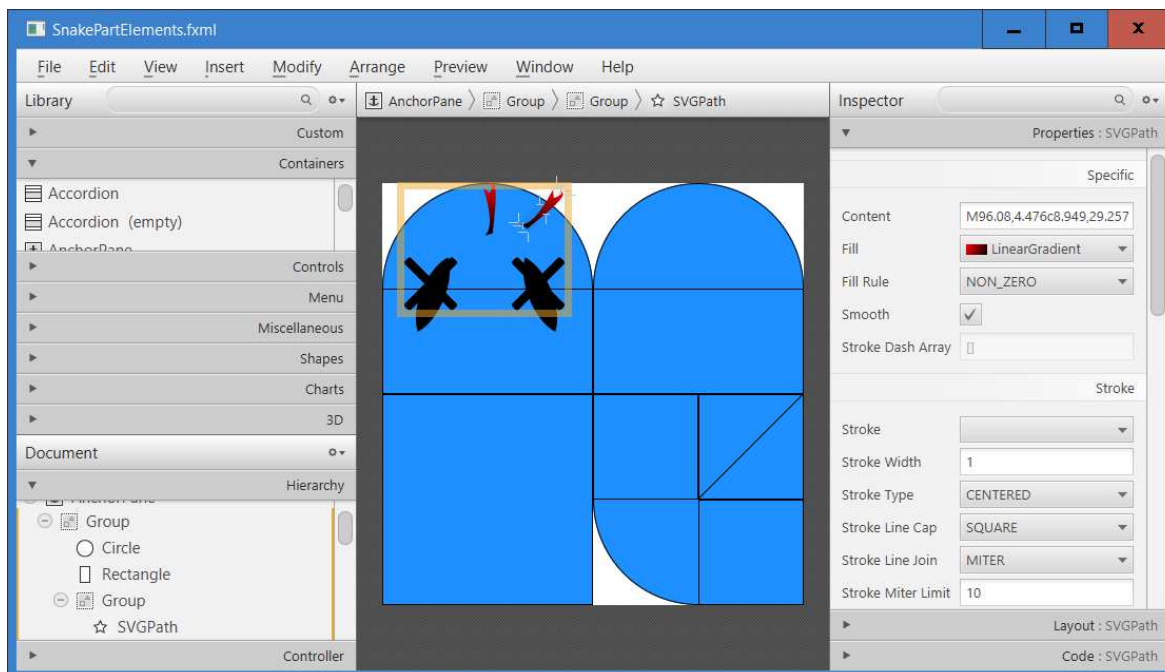 SnakePartElements.fxml
X
File Edit View Insert Modify Arrange Preview Window Help
Library
AnchorPane Group Group SVGPath
Inspector
Custom
Containers
Accordion
Accordion (empty)
AnchorPane
Controls
Menu
Miscellaneous
Shapes
Charts
3D
Document
Hierarchy
AnchorPane
Group
Circle
Rectangle
Group
SVGPath
Controller
Properties : SVGPath
Specific
Content M96.08,4.476c8.949,29.257
Fill LinearGradient
Fill Rule NON_ZERO
Smooth
Stroke Dash Array []
Stroke
Stroke
Stroke Width 1
Stroke Type CENTERED
Stroke Line Cap SQUARE
Stroke Line Join MITER
Stroke Miter Limit 10
Layout : SVGPath
Code : SVGPath